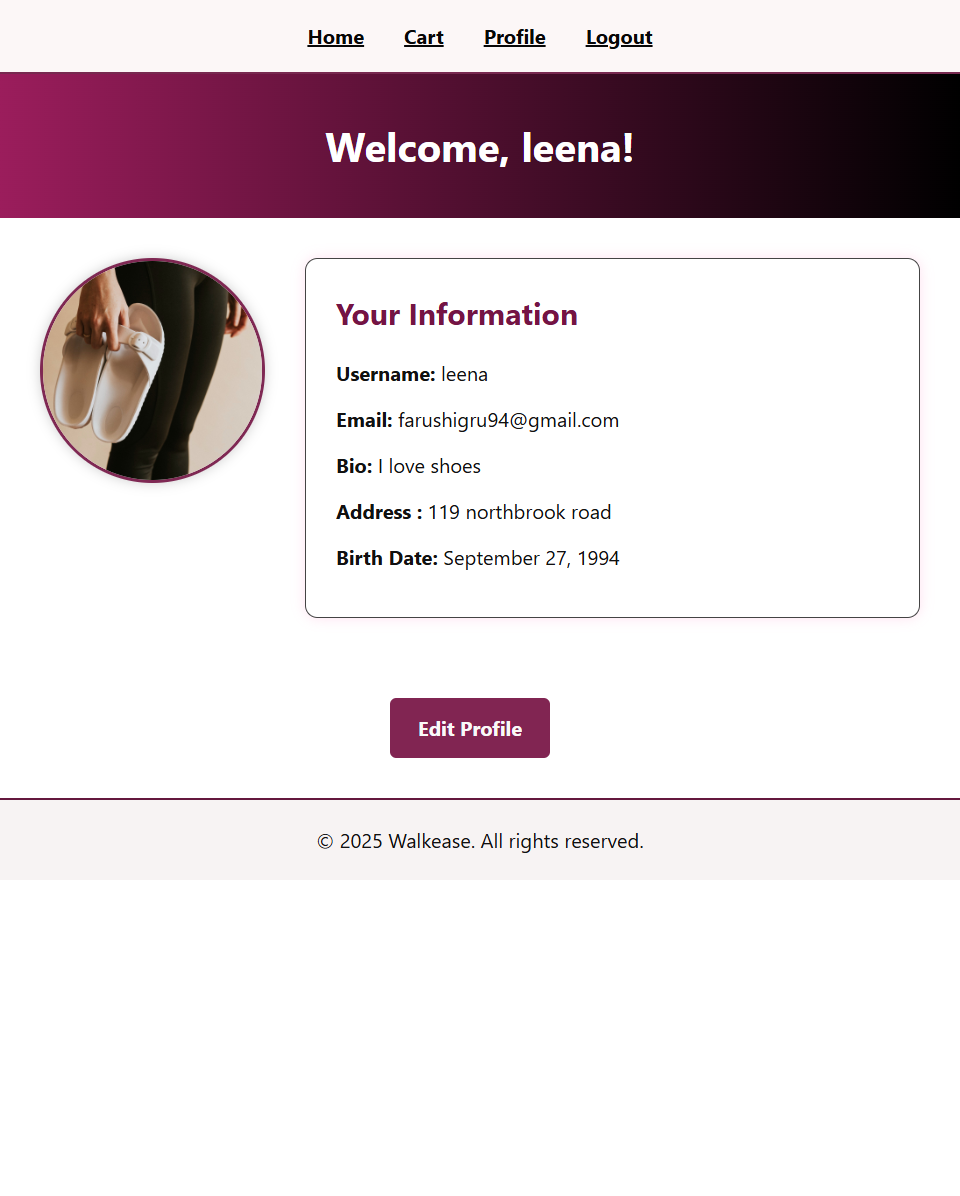 Home Cart Profile Logout
Welcome, leena!
Your Information
Username: leena
Email: farushigru94@gmail.com
Bio: I love shoes
Address : 119 northbrook road
Birth Date: September 27, 1994
Edit Profile
© 2025 Walkease. All rights reserved.